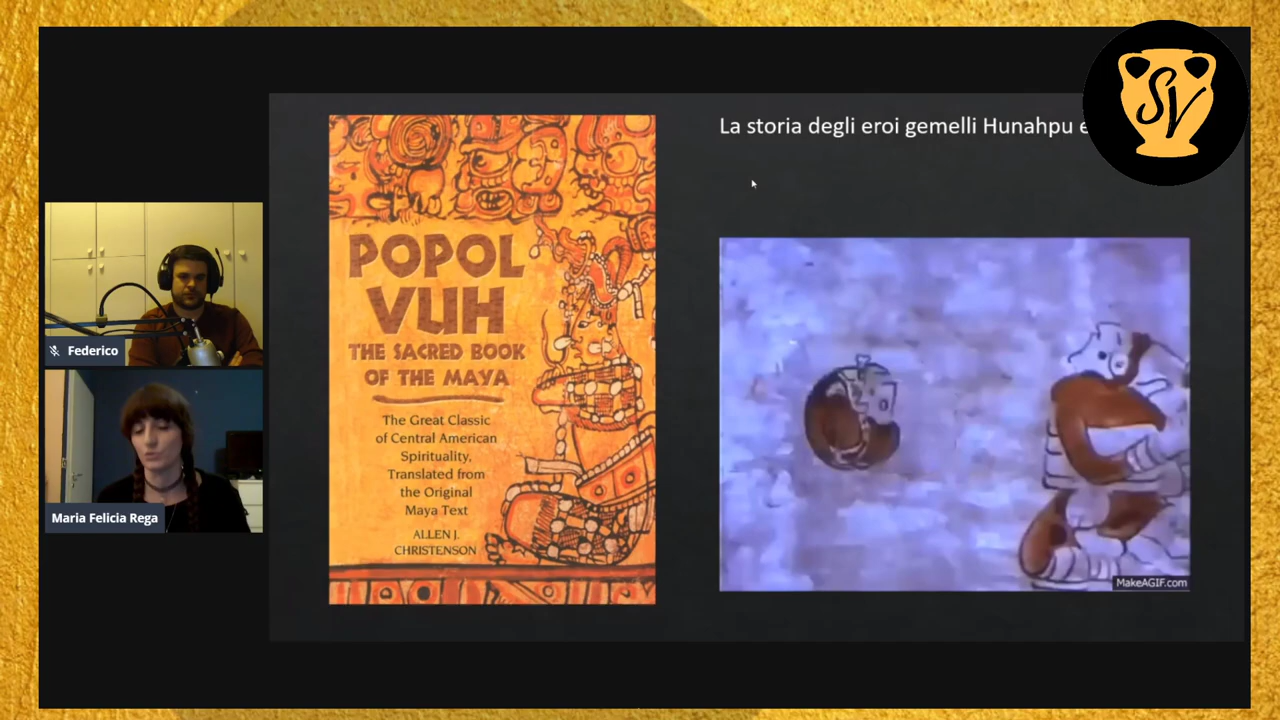 La storia degli eroi gemelli Hunahpu e
SV
POPOL
VUH
THE SACRED BOOK
OF THE MAYA
The Great Classic
of Central American
Spirituality,
Translated from
the Original
Maya Text
ALLEN J.
CHRISTENSON
Federico
Maria Felicia Rega
MakeAGIF.com